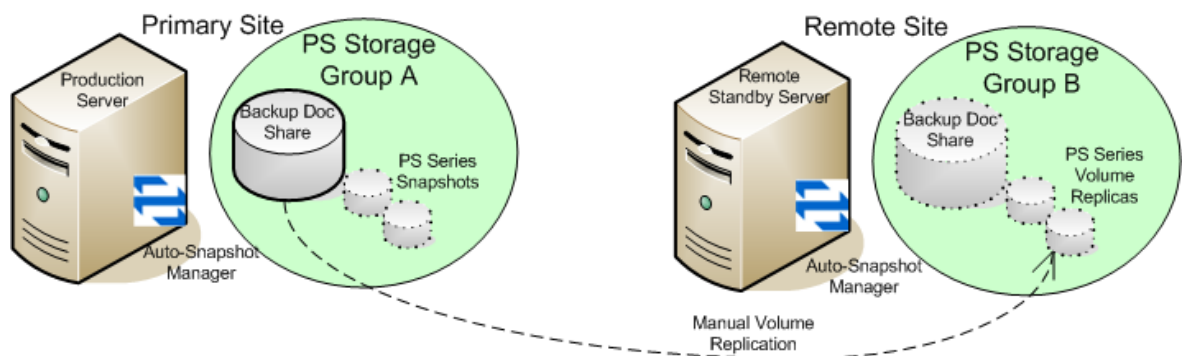 Primary Site
Production
Server
PS Storage
Group A
Backup Doc
Share
PS Series
Snapshots
Auto-Snapshot
Manager
Remote Site
Remote
Standby Server
PS Storage
Group B
Backup Doc
Share
PS Series
Volume
Replicas
Auto-Snapshot
Manager
Manual Volume
Replication